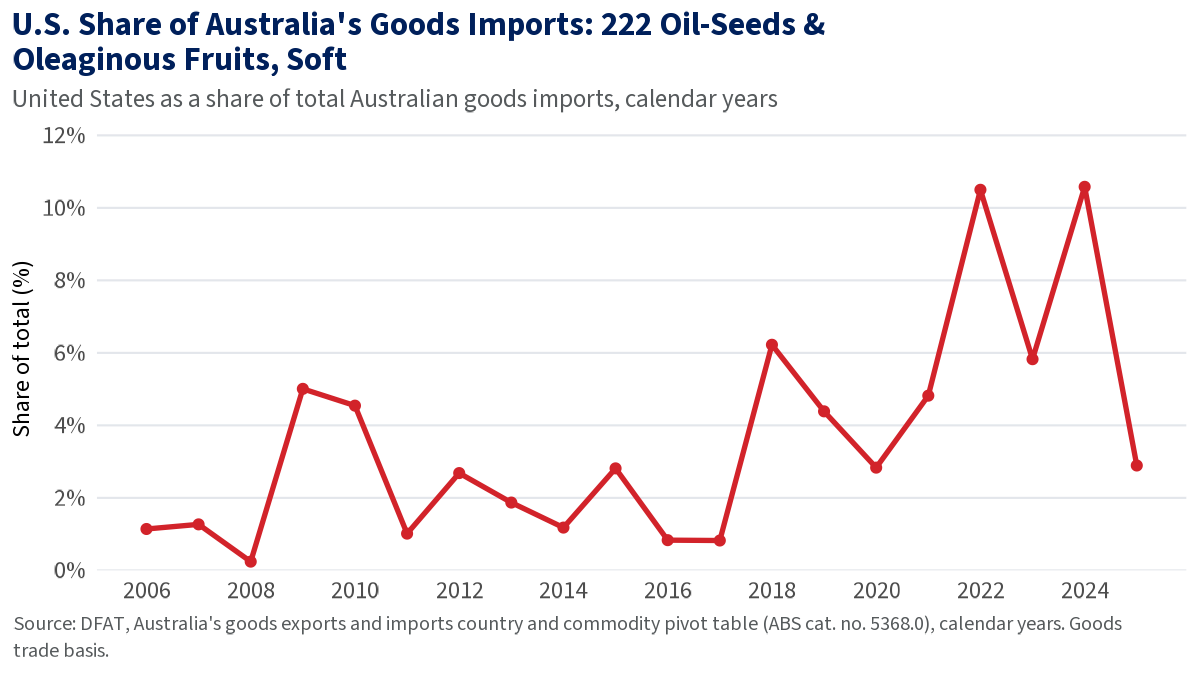 U.S. Share of Australia's Goods Imports: 222 Oil-Seeds &
Oleaginous Fruits, Soft
United States as a share of total Australian goods imports, calendar years
Share of total (%)
12%
10%
8%
6%
4%
2%
0%
2006 2008 2010 2012 2014 2016 2018 2020 2022 2024
Source: DFAT, Australia's goods exports and imports country and commodity pivot table (ABS cat. no. 5368.0), calendar years. Goods
trade basis.